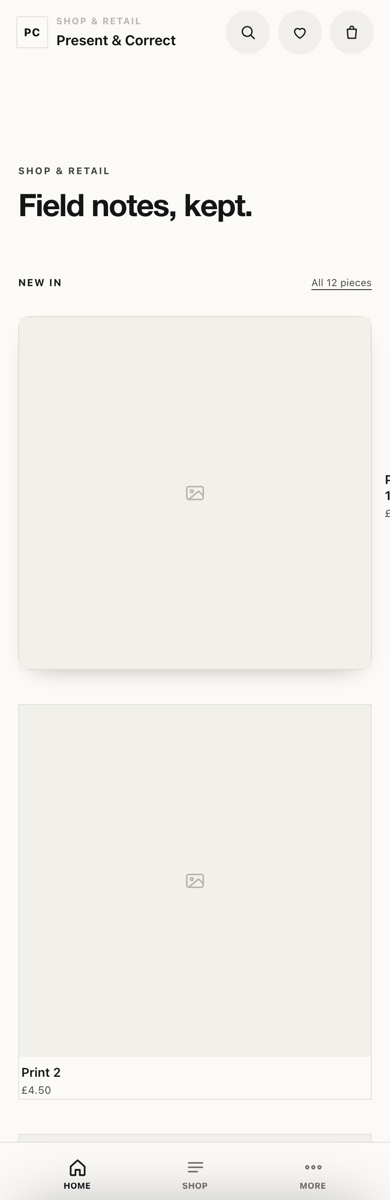 PC
SHOP & RETAIL
Present & Correct
SHOP & RETAIL
Field notes, kept.
NEW IN
All 12 pieces
Print 2
£4.50
HOME
SHOP
MORE